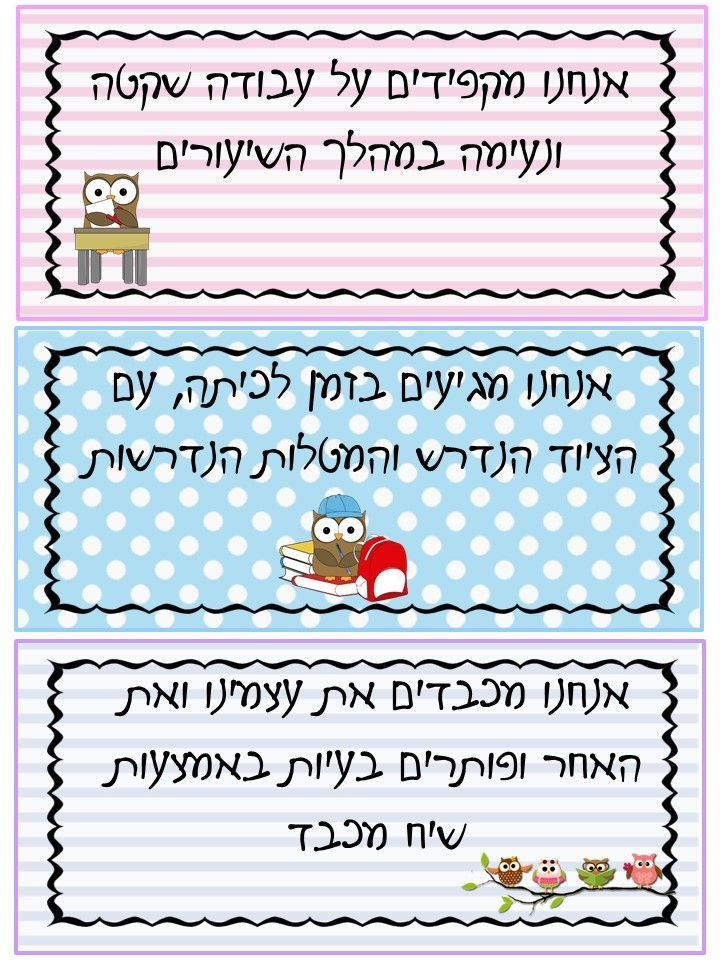 אנחנו מקפידים על עבודה שקטה
ונעימה במהלך השיעורים
אנחנו מגיעים בזמן לכיתה, עם
הציוד הנדרש והמטלות הנדרשות
אנחנו מכבדים את עצמינו ואת
האחר ופותרים בעיות באמצעות
שיח מכבד